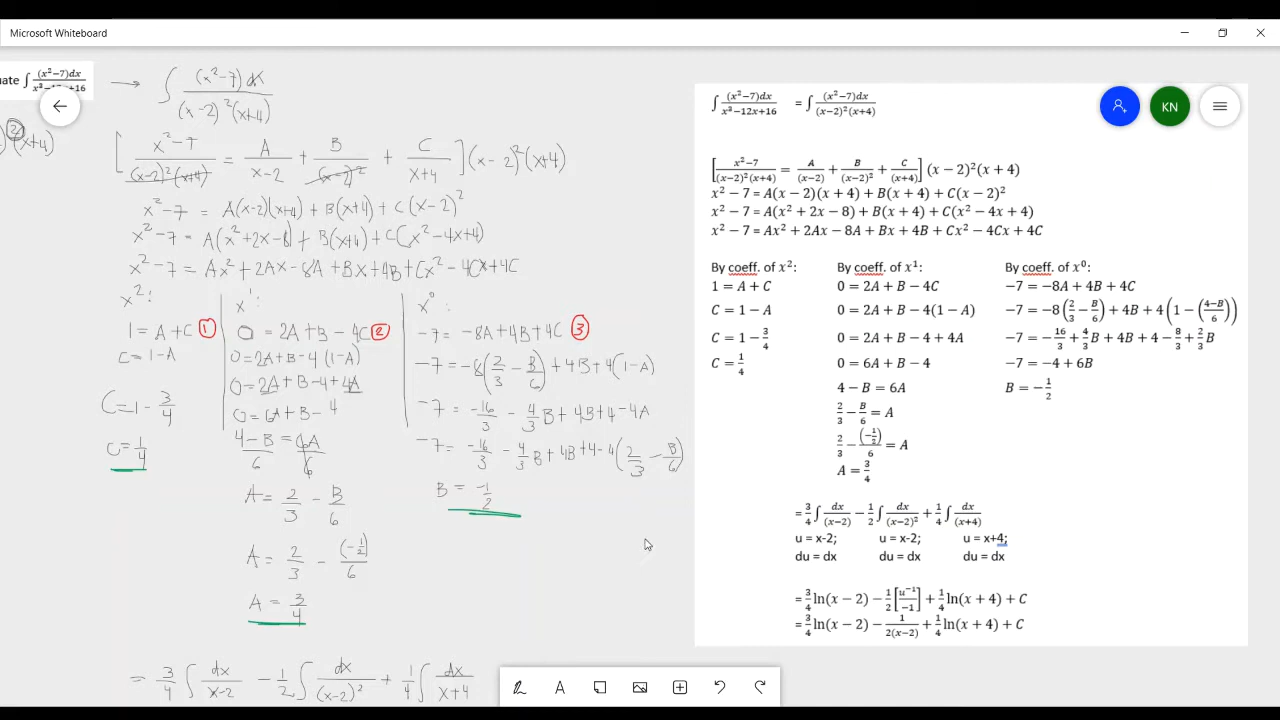 Microsoft Whiteboard
uate ∫ (x²−7)dx / x³−12x+16
→ ∫ (x²−7) dx / (x−2)²(x+4)
(x+4)
[ x²−7 / (x−2)²(x+4) = A / x−2 + B / (x−2)² + C / x+4 ] (x−2)²(x+4)
x²−7 = A(x−2)(x+4) + B(x+4) + C(x−2)²
x²−7 = A(x²+2x−8) + B(x+4) + C(x²−4x+4)
x²−7 = Ax²+2Ax−8A+Bx+4B+Cx²−4Cx+4C
x²:
1 = A+C ①
C = 1−A
C = 1 − 3/4
C = 1/4
x¹:
0 = 2A+B−4C ②
0 = 2A+B−4(1−A)
0 = 2A+B−4+4A
0 = 6A+B−4
4−B / 6 = 6A / 6
A = 2/3 − B/6
A = 2/3 − (−1/2)/6
A = 3/4
x⁰:
−7 = −8A+4B+4C ③
−7 = −8(2/3 − B/6) + 4B+4(1−A)
−7 = −16/3 − 4/3 B + 4B+4−4A
−7 = −16/3 − 4/3 B + 4B+4−4(2/3 − B/6)
B = −1/2
= 3/4 ∫ dx / x−2 − 1/2 ∫ dx / (x−2)² + 1/4 ∫ dx / x+4
KN
∫ (x²−7)dx / x³−12x+16 = ∫ (x²−7)dx / (x−2)²(x+4)
[ x²−7 / (x−2)²(x+4) = A / (x−2) + B / (x−2)² + C / (x+4) ] (x − 2)²(x + 4)
x² − 7 = A(x − 2)(x + 4) + B(x + 4) + C(x − 2)²
x² − 7 = A(x² + 2x − 8) + B(x + 4) + C(x² − 4x + 4)
x² − 7 = Ax² + 2Ax − 8A + Bx + 4B + Cx² − 4Cx + 4C
By coeff. of x²:
1 = A + C
C = 1 − A
C = 1 − 3/4
C = 1/4
By coeff. of x¹:
0 = 2A + B − 4C
0 = 2A + B − 4(1 − A)
0 = 2A + B − 4 + 4A
0 = 6A + B − 4
4 − B = 6A
2/3 − B/6 = A
2/3 − (−1/2)/6 = A
A = 3/4
By coeff. of x⁰:
−7 = −8A + 4B + 4C
−7 = −8(2/3 − B/6) + 4B + 4(1 − (4−B / 6))
−7 = −16/3 + 4/3 B + 4B + 4 − 8/3 + 2/3 B
−7 = −4 + 6B
B = −1/2
= 3/4 ∫ dx / (x−2) − 1/2 ∫ dx / (x−2)² + 1/4 ∫ dx / (x+4)
u = x-2; u = x-2; u = x+4;
du = dx du = dx du = dx
= 3/4 ln(x − 2) − 1/2 [u⁻¹ / −1] + 1/4 ln(x + 4) + C
= 3/4 ln(x − 2) − 1 / 2(x−2) + 1/4 ln(x + 4) + C